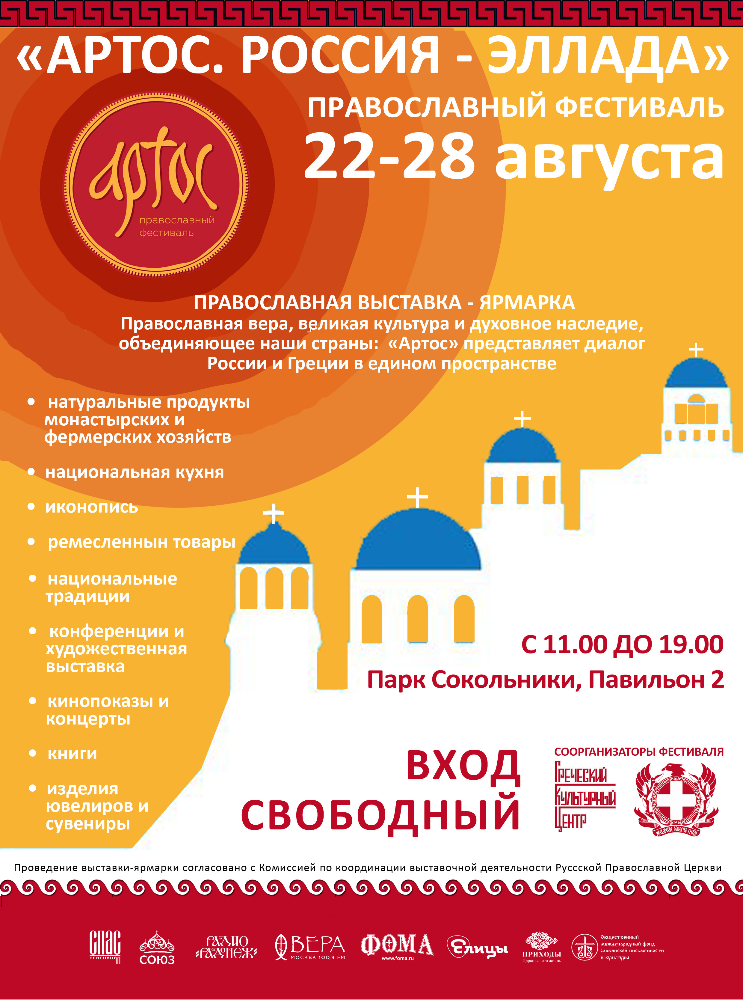 «АРТОС. РОССИЯ - ЭЛЛАДА»
ПРАВОСЛАВНЫЙ ФЕСТИВАЛЬ
22-28 августа
артос
православный
фестиваль
ПРАВОСЛАВНАЯ ВЫСТАВКА - ЯРМАРКА
Православная вера, великая культура и духовное наследие,
объединяющее наши страны: «Артос» представляет диалог
России и Греции в едином пространстве
• натуральные продукты
монастырских и
фермерских хозяйств
• национальная кухня
• иконопись
• ремесленнын товары
• национальные
традиции
• конференции и
художественная
выставка
• кинопоказы и
концерты
• книги
• изделия
ювелиров и
сувениры
С 11.00 ДО 19.00
Парк Сокольники, Павильон 2
ВХОД
СВОБОДНЫЙ
СООРГАНИЗАТОРЫ ФЕСТИВАЛЯ
ГРЕЧЕСКИЙ
КУЛЬТУРНЫЙ
ЦЕНТР
МОСКОВСКОЕ ОБЩЕСТВО ГРЕКОВ
Проведение выставки-ярмарки согласовано с Комиссией по координации выставочной деятельности Руссской Православной Церкви
СПАС
СОЮЗ
РАДИО
РАДОНЕЖ
ВЕРА
МОСКВА 100,9 FM
ФОМА
www.foma.ru
Елицы
ПРИХОДЫ
Церковь - это жизнь
Общественный
международный фонд
славянской письменности
и культуры